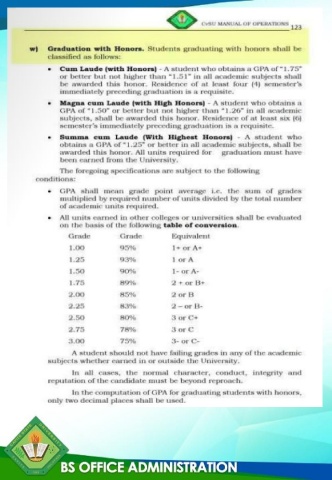 CvSU MANUAL OF OPERATIONS 123
w) Graduation with Honors. Students graduating with honors shall be
classified as follows:
• Cum Laude (with Honors) - A student who obtains a GPA of "1.75"
or better but not higher than "1.51" in all academic subjects shall
be awarded this honor. Residence of at least four (4) semester's
immediately preceding graduation is a requisite.
• Magna cum Laude (with High Honors) - A student who obtains a
GPA of "1.50" or better but not higher than "1.26" in all academic
subjects, shall be awarded this honor. Residence of at least six (6)
semester's immediately preceding graduation is a requisite.
• Summa cum Laude (With Highest Honors) - A student who
obtains a GPA of "1.25" or better in all academic subjects, shall be
awarded this honor. All units required for graduation must have
been earned from the University.
The foregoing specifications are subject to the following
conditions:
• GPA shall mean grade point average i.e. the sum of grades
multiplied by required number of units divided by the total number
of academic units required.
• All units earned in other colleges or universities shall be evaluated
on the basis of the following table of conversion.
Grade Grade Equivalent
1.00 95% 1+ or A+
1.25 93% 1 or A
1.50 90% 1- or A-
1.75 89% 2 + or B+
2.00 85% 2 or B
2.25 83% 2 – or B-
2.50 80% 3 or C+
2.75 78% 3 or C
3.00 75% 3- or C-
A student should not have failing grades in any of the academic
subjects whether earned in or outside the University.
In all cases, the normal character, conduct, integrity and
reputation of the candidate must be beyond reproach.
In the computation of GPA for graduating students with honors,
only two decimal places shall be used.
BS OFFICE ADMINISTRATION